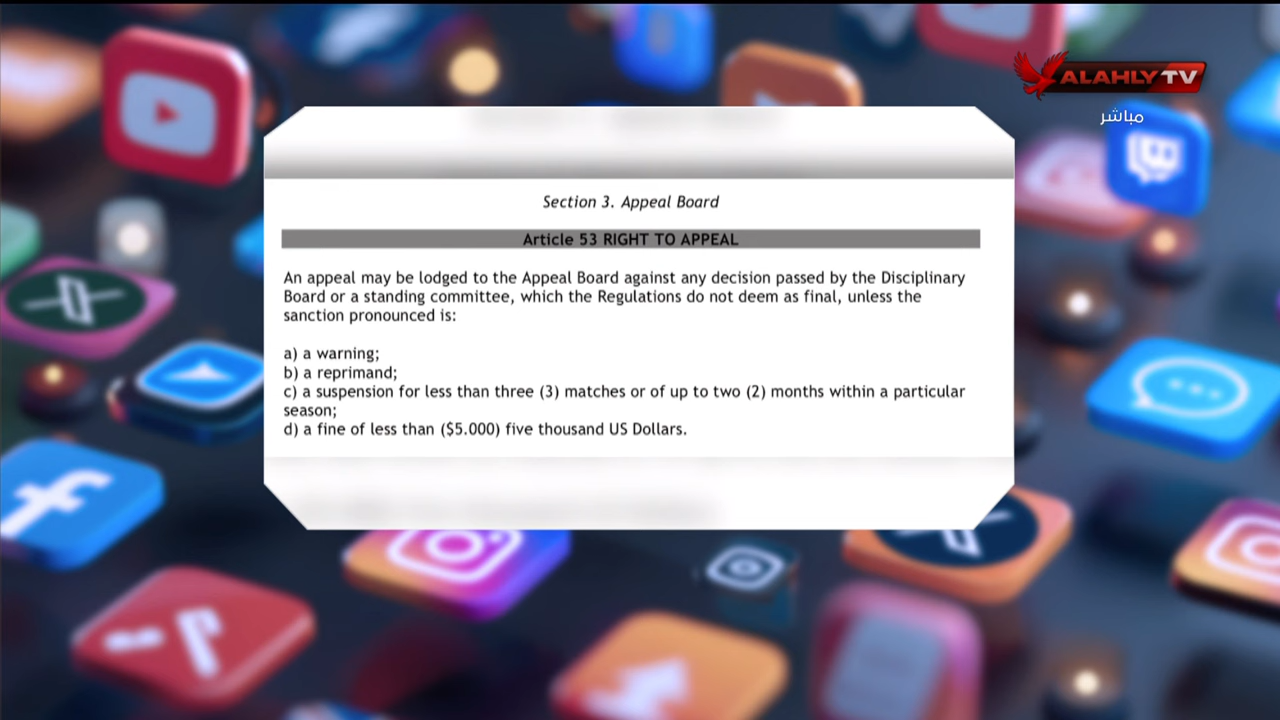 ALAHLY TV
مباشر
Section 3. Appeal Board
Article 53 RIGHT TO APPEAL
An appeal may be lodged to the Appeal Board against any decision passed by the Disciplinary
Board or a standing committee, which the Regulations do not deem as final, unless the
sanction pronounced is:
a) a warning;
b) a reprimand;
c) a suspension for less than three (3) matches or of up to two (2) months within a particular
season;
d) a fine of less than ($5.000) five thousand US Dollars.